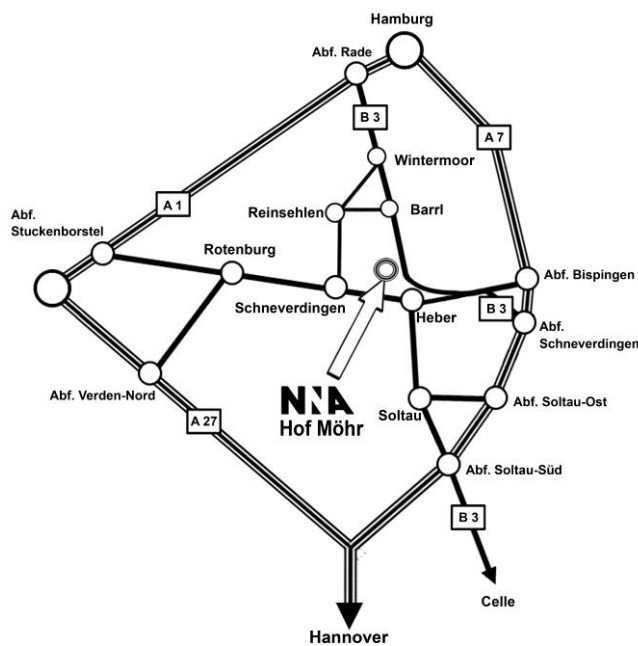 Hamburg
Abf. Rade
B 3
A 7
Wintermoor
A 1
Reinsehlen
Barrl
Abf.
Stuckenborstel
Rotenburg
Abf. Bispingen
Schneverdingen
Heber
B 3
Abf.
Schneverdingen
Abf. Verden-Nord
NNA
Hof Möhr
Soltau
Abf. Soltau-Ost
A 27
Abf. Soltau-Süd
B 3
Celle
Hannover